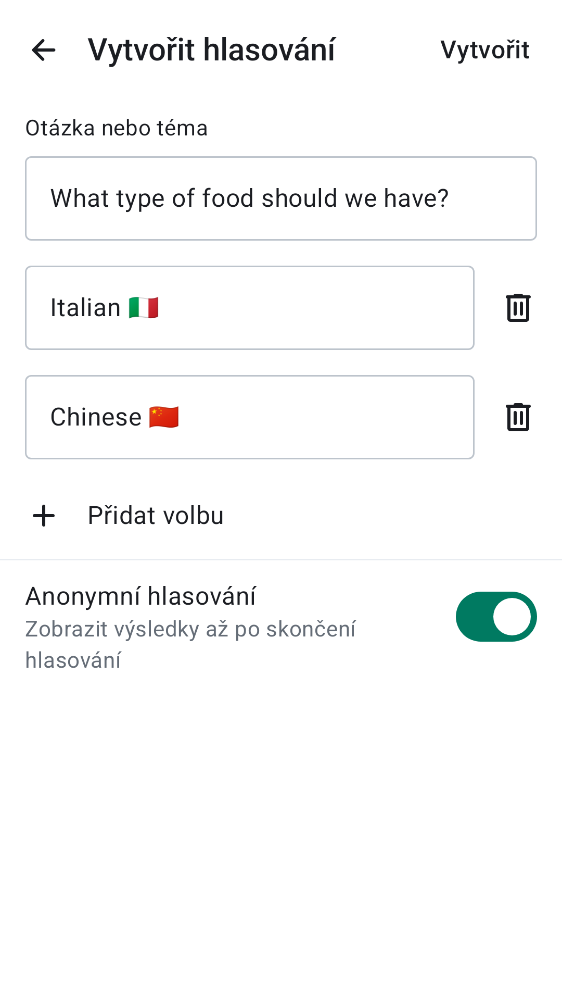 Vytvořit hlasování
Vytvořit
Otázka nebo téma
What type of food should we have?
Italian 🇮🇹
Chinese 🇨🇳
Přidat volbu
Anonymní hlasování
Zobrazit výsledky až po skončení
hlasování